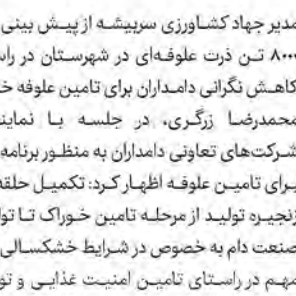 مدیر جهاد کشاورزی سربیشه از پیش بینی
۸۰۰۰ تن ذرت علوفه‌ای در شهرستان در راس
کاهش نگرانی دامداران برای تامین علوفه خ
محمدرضا زرگری، در جلسه با نماین
شرکت‌های تعاونی دامداران به منظور برنامه
برای تامین علوفه اظهار کرد: تکمیل حلقه
زنجیره تولید از مرحله تامین خوراک تا توا
صنعت دام به خصوص در شرایط خشکسالی
مهم در راستای تامین امنیت غذایی و تو